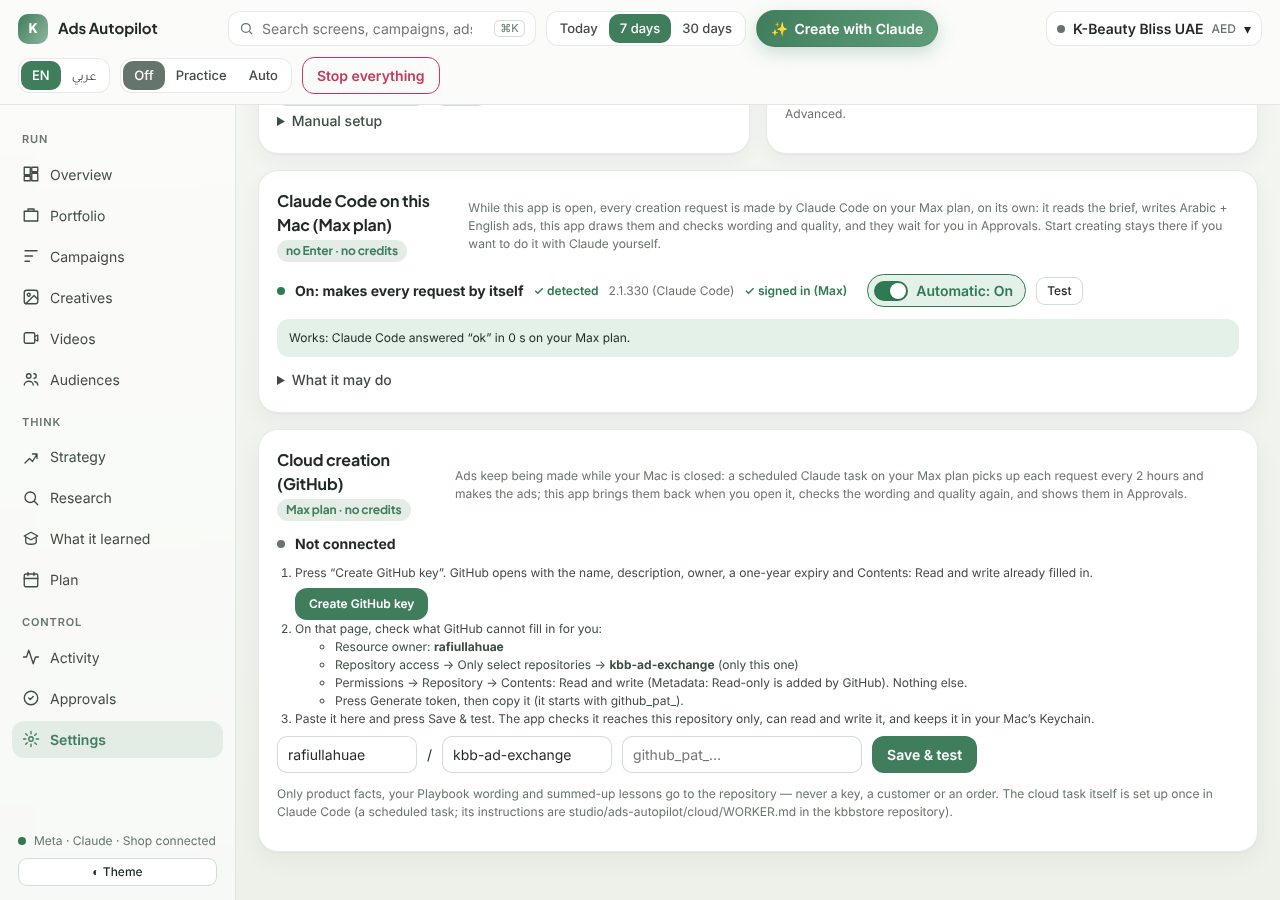 K
Ads Autopilot
Search screens, campaigns, ads
⌘K
Today
7 days
30 days
✨ Create with Claude
K-Beauty Bliss UAE AED ▾
EN
عربي
Off
Practice
Auto
Stop everything
RUN
Overview
Portfolio
Campaigns
Creatives
Videos
Audiences
THINK
Strategy
Research
What it learned
Plan
CONTROL
Activity
Approvals
Settings
Meta · Claude · Shop connected
Theme
▶ Manual setup
Advanced.
Claude Code on this
Mac (Max plan)
no Enter · no credits
While this app is open, every creation request is made by Claude Code on your Max plan, on its own: it reads the brief, writes Arabic +
English ads, this app draws them and checks wording and quality, and they wait for you in Approvals. Start creating stays there if you
want to do it with Claude yourself.
On: makes every request by itself
✓ detected
2.1.330 (Claude Code)
✓ signed in (Max)
Automatic: On
Test
Works: Claude Code answered “ok” in 0 s on your Max plan.
▶ What it may do
Cloud creation
(GitHub)
Max plan · no credits
Ads keep being made while your Mac is closed: a scheduled Claude task on your Max plan picks up each request every 2 hours and
makes the ads; this app brings them back when you open it, checks the wording and quality again, and shows them in Approvals.
Not connected
1. Press “Create GitHub key”. GitHub opens with the name, description, owner, a one-year expiry and Contents: Read and write already filled in.
Create GitHub key
2. On that page, check what GitHub cannot fill in for you:
Resource owner: rafiullahuae
Repository access → Only select repositories → kbb-ad-exchange (only this one)
Permissions → Repository → Contents: Read and write (Metadata: Read-only is added by GitHub). Nothing else.
Press Generate token, then copy it (it starts with github_pat_).
3. Paste it here and press Save & test. The app checks it reaches this repository only, can read and write it, and keeps it in your Mac’s Keychain.
rafiullahuae
/
kbb-ad-exchange
github_pat_…
Save & test
Only product facts, your Playbook wording and summed-up lessons go to the repository — never a key, a customer or an order. The cloud task itself is set up once in
Claude Code (a scheduled task; its instructions are studio/ads-autopilot/cloud/WORKER.md in the kbbstore repository).